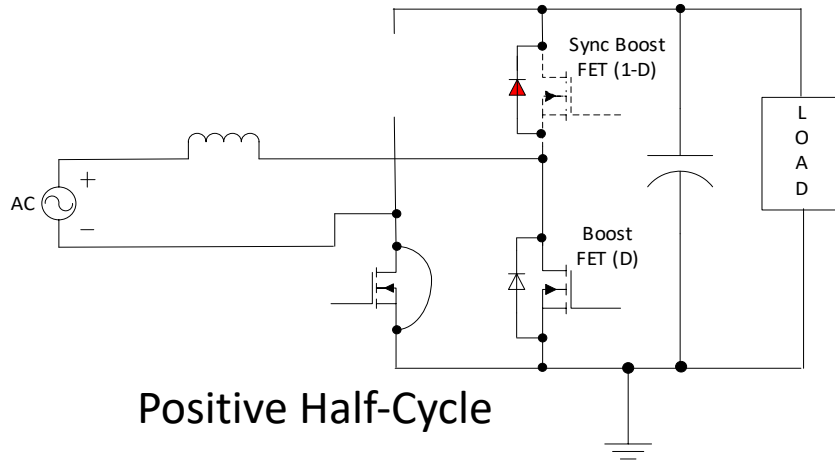 Sync Boost
FET (1-D)
L
O
A
D
+
AC
−
Boost
FET (D)
Positive Half-Cycle